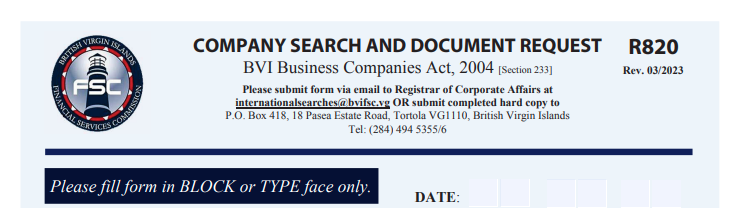 BRITISH VIRGIN ISLANDS
FSC
FINANCIAL SERVICES COMMISSION
COMPANY SEARCH AND DOCUMENT REQUEST
R820
BVI Business Companies Act, 2004 [Section 233]
Rev. 03/2023
Please submit form via email to Registrar of Corporate Affairs at
internationalsearches@bvifsc.vg OR submit completed hard copy to
P.O. Box 418, 18 Pasea Estate Road, Tortola VG1110, British Virgin Islands
Tel: (284) 494 5355/6
Please fill form in BLOCK or TYPE face only.
DATE: